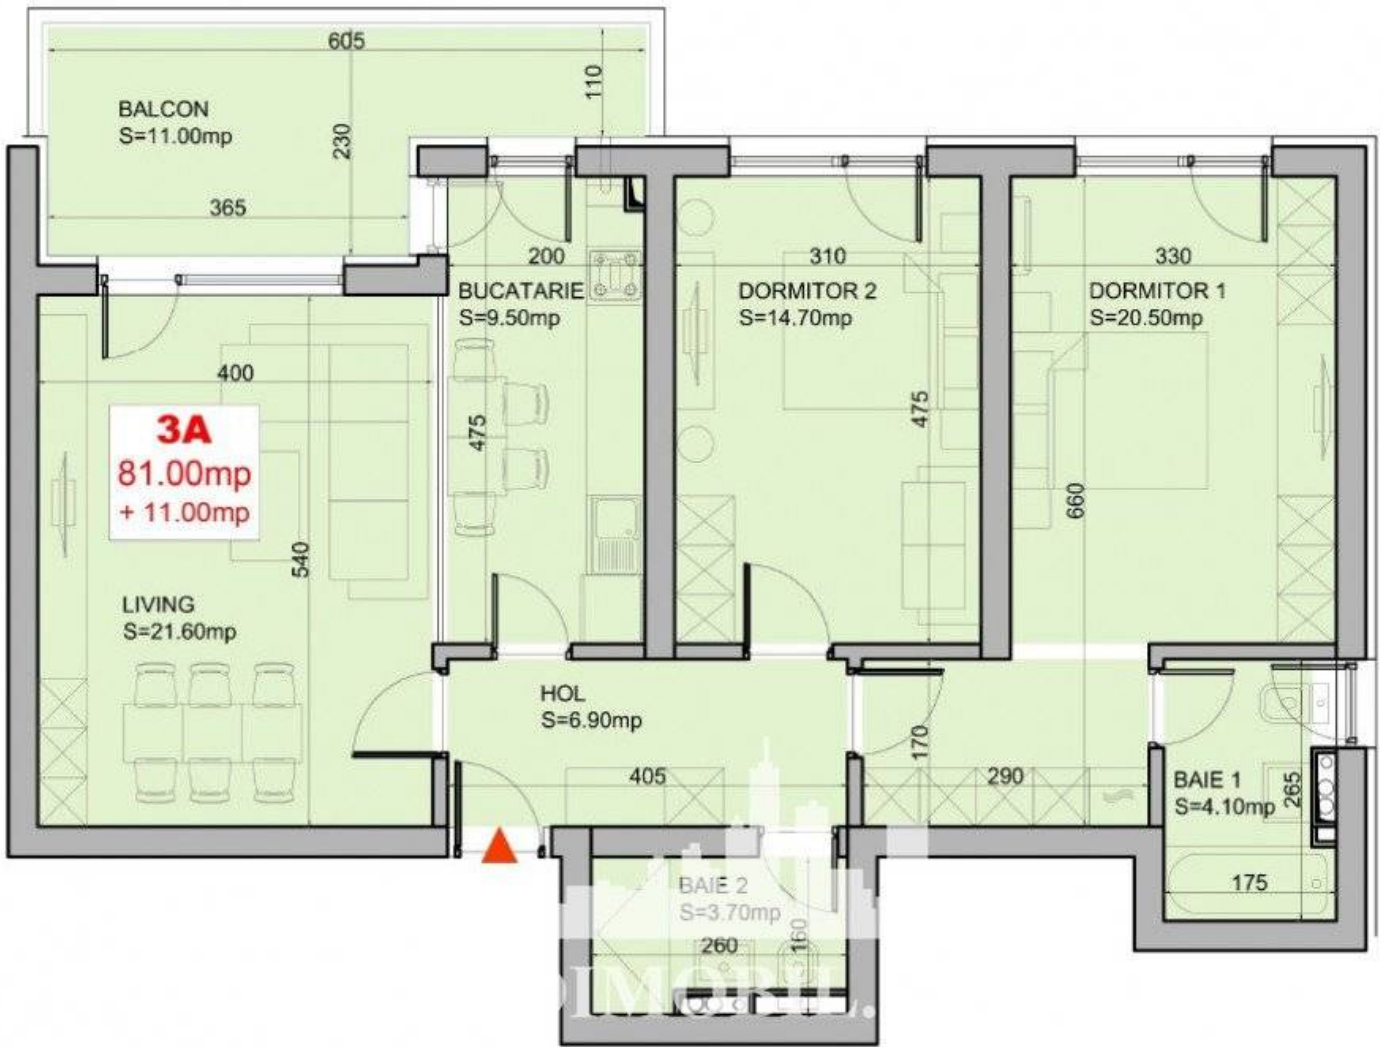 605
110
BALCON
S=11.00mp
230
365
200
310
330
BUCATARIE
S=9.50mp
DORMITOR 2
S=14.70mp
DORMITOR 1
S=20.50mp
400
3A
81.00mp
+ 11.00mp
475
475
660
540
LIVING
S=21.60mp
HOL
S=6.90mp
170
405
290
BAIE 1
S=4.10mp
265
BAIE 2
S=3.70mp
175
260
160